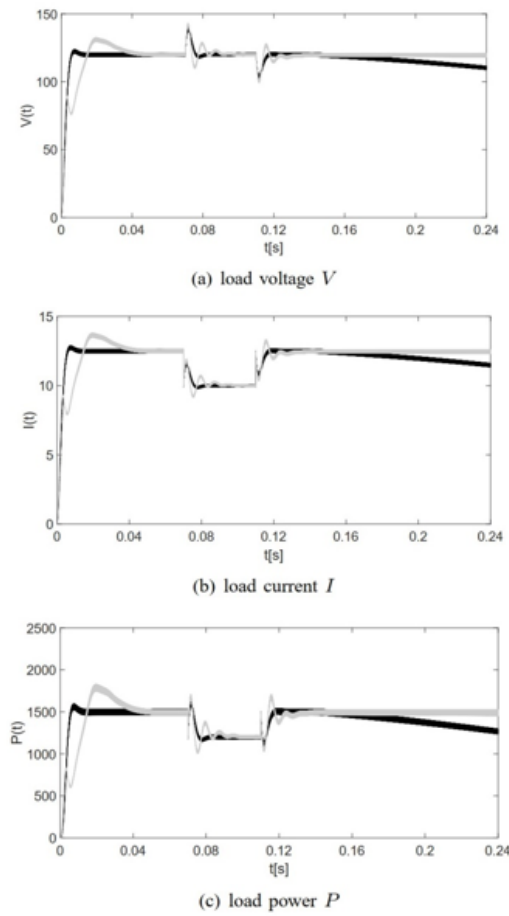 150
100
50
0
V(t)
0 0.04 0.08 0.12 0.16 0.2 0.24
t[s]
(a) load voltage V
15
10
5
0
I(t)
0 0.04 0.08 0.12 0.16 0.2 0.24
t[s]
(b) load current I
2500
2000
1500
1000
500
0
P(t)
0 0.04 0.08 0.12 0.16 0.2 0.24
t[s]
(c) load power P